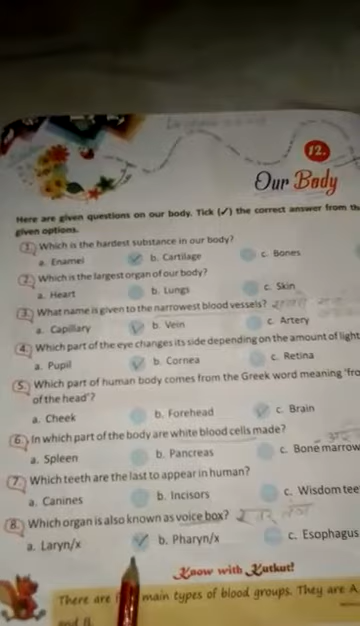 12.
Our Body
Here are given questions on our body. Tick (✓) the correct answer from th
given options.
1. Which is the hardest substance in our body?
a. Enamel b. Cartilage c. Bones
2. Which is the largest organ of our body?
a. Heart b. Lungs c. Skin
3. What name is given to the narrowest blood vessels?
a. Capillary b. Vein c. Artery
4. Which part of the eye changes its side depending on the amount of light
a. Pupil b. Cornea c. Retina
5. Which part of human body comes from the Greek word meaning 'fro
of the head'?
a. Cheek b. Forehead c. Brain
6. In which part of the body are white blood cells made?
a. Spleen b. Pancreas c. Bone marrow
7. Which teeth are the last to appear in human?
a. Canines b. Incisors c. Wisdom tee
8. Which organ is also known as voice box?
a. Laryn/x b. Pharyn/x c. Esophagus
Know with Kutkut!
There are main types of blood groups. They are A